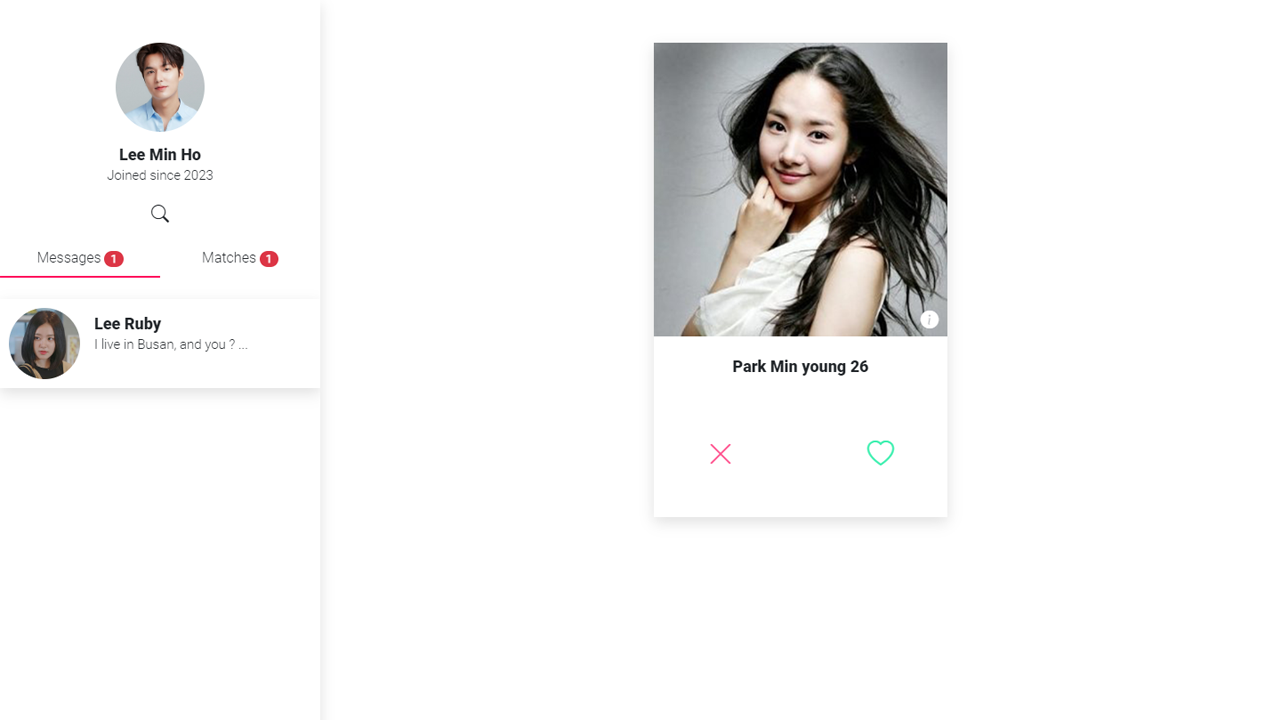 Lee Min Ho
Joined since 2023
Messages 1
Matches 1
Lee Ruby
I live in Busan, and you ? ...
i
Park Min young 26